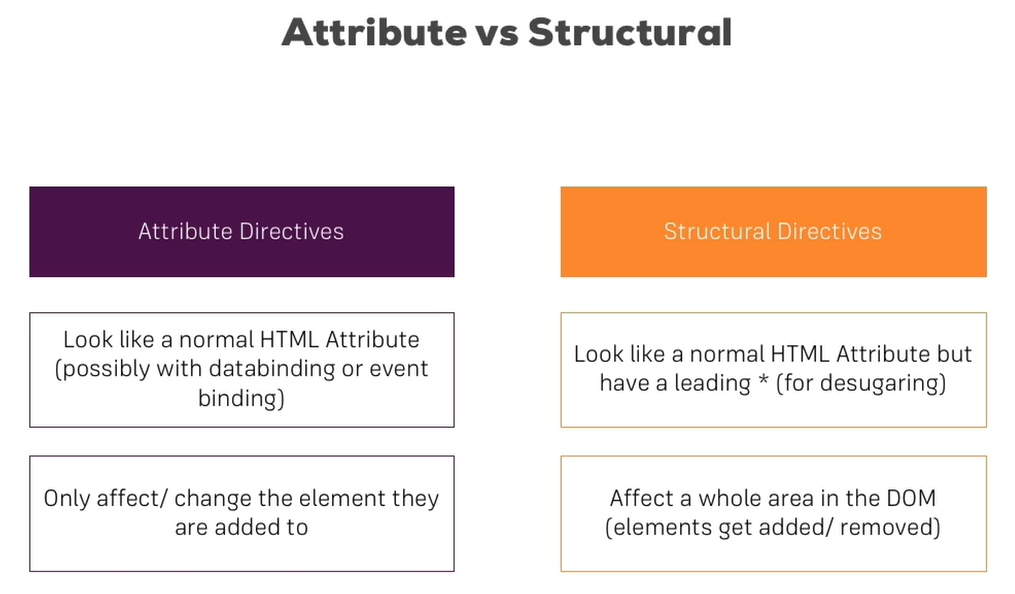 Attribute vs Structural
Attribute Directives
Structural Directives
Look like a normal HTML Attribute
(possibly with databinding or event
binding)
Look like a normal HTML Attribute but
have a leading * (for desugaring)
Only affect/ change the element they
are added to
Affect a whole area in the DOM
(elements get added/ removed)